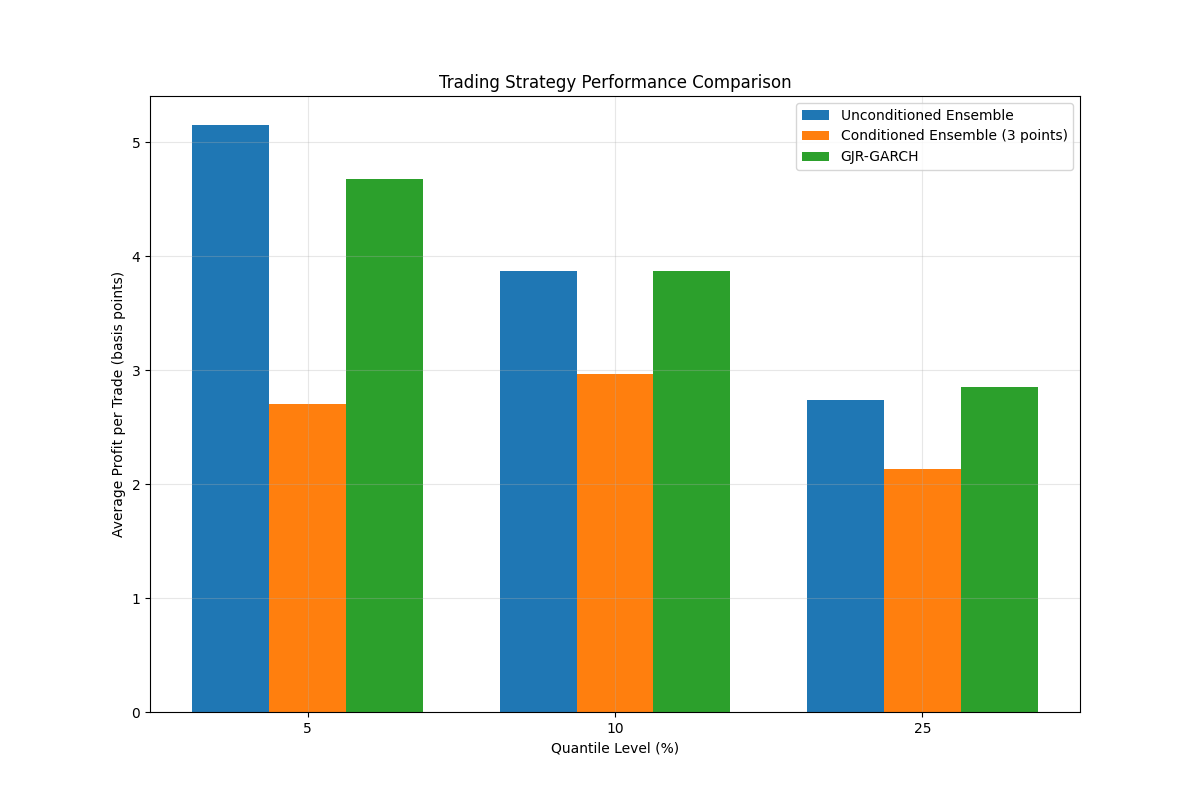 Trading Strategy Performance Comparison
Unconditioned Ensemble
Conditioned Ensemble (3 points)
GJR-GARCH
Average Profit per Trade (basis points)
5
4
3
2
1
0
5
10
25
Quantile Level (%)